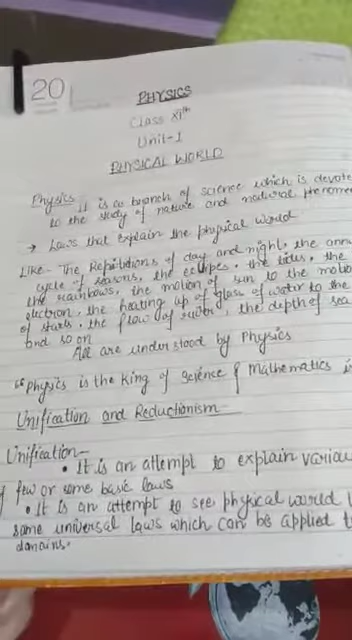 20
PHYSICS
Class XIth
Unit-1
PHYSICAL WORLD
Physics It is a branch of science which is devote
to the study of nature and natural phenome
→ Laws that explain the physical world
LIKE- The Repititions of day and night, the ann
cycle of seasons, the eclipes, the tides, the
the rainbows, the motion of sun to the motio
electron, the heating up of glass of water to the
of stars, the flow of river, the depth of sea
and so on
All are understood by Physics
"Physics is the King of science & Mathematics i
Unification and Reductionism-
Unification-
• It is an attempt to explain variou
few or some basic laws
• It is an attempt to see physical world
some universal laws which can be applied t
domains.